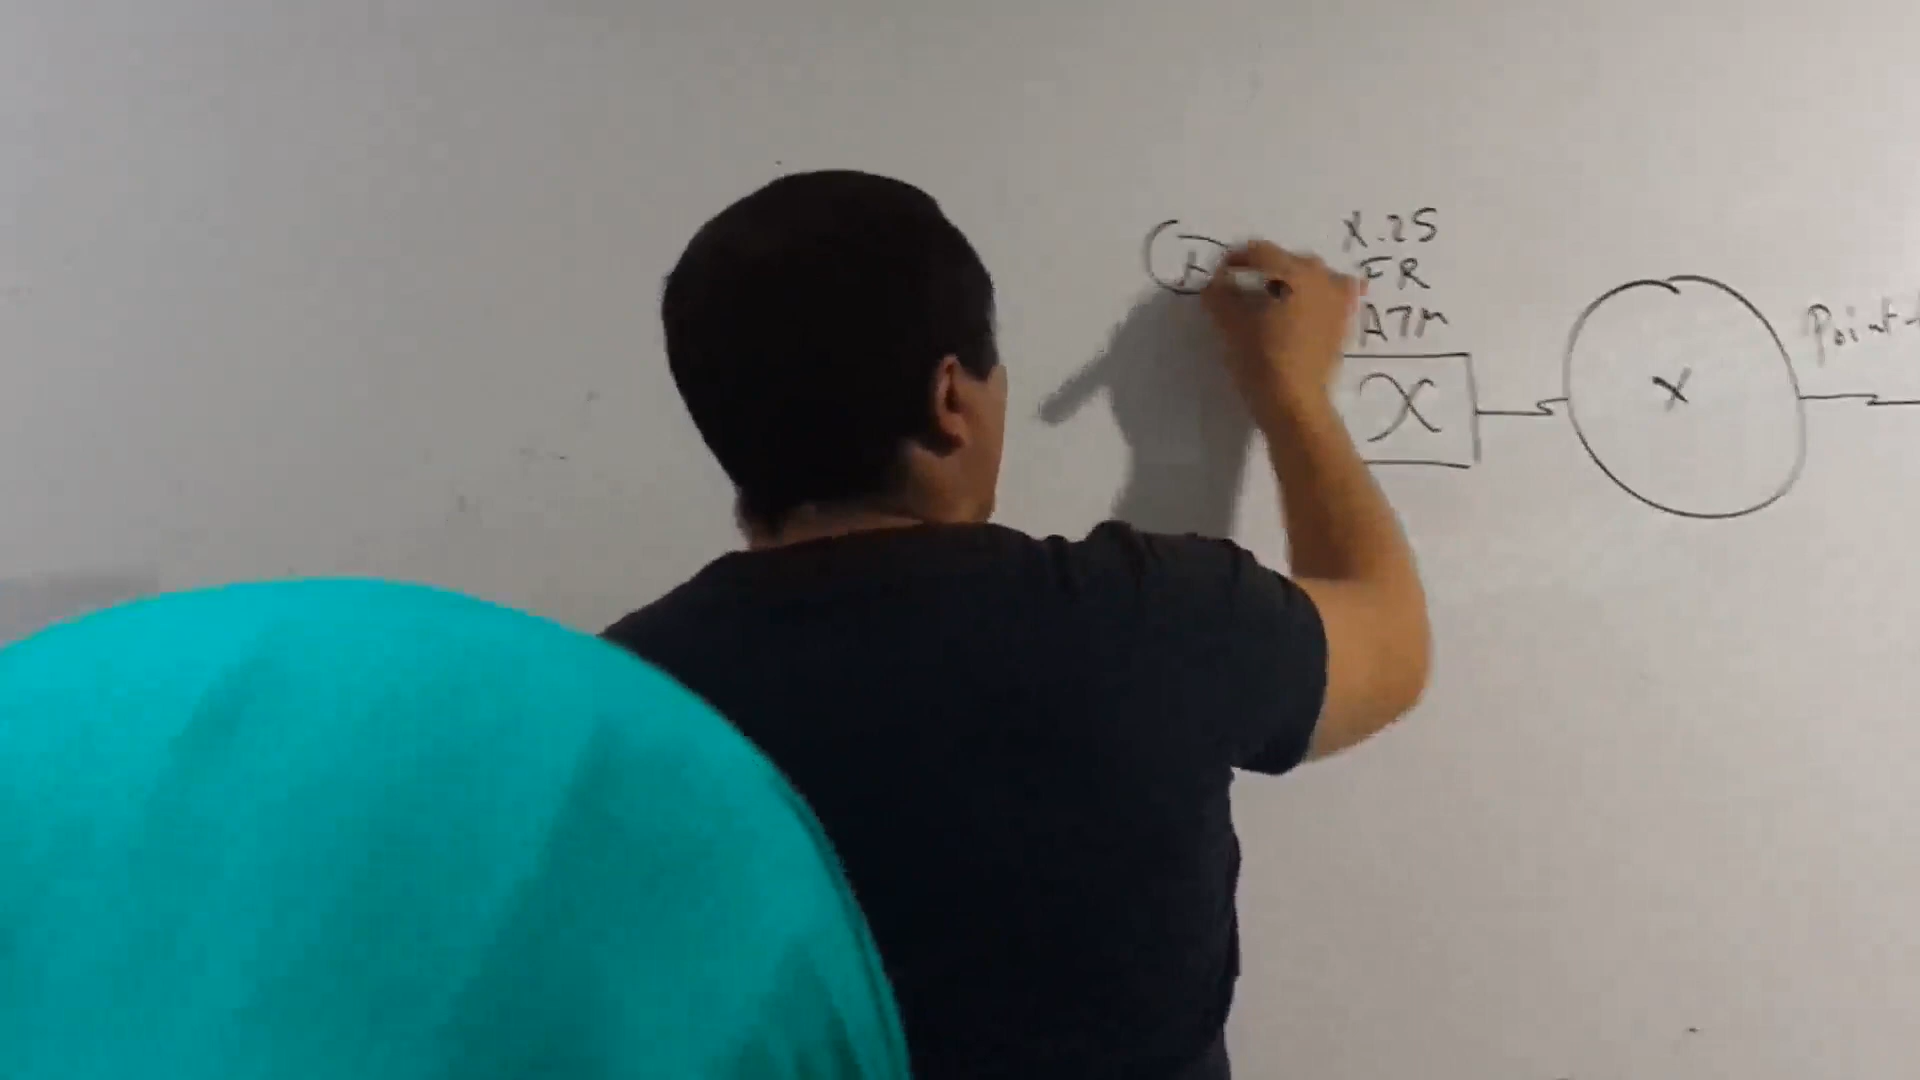 X.25
FR
ATM
Point-
X
X